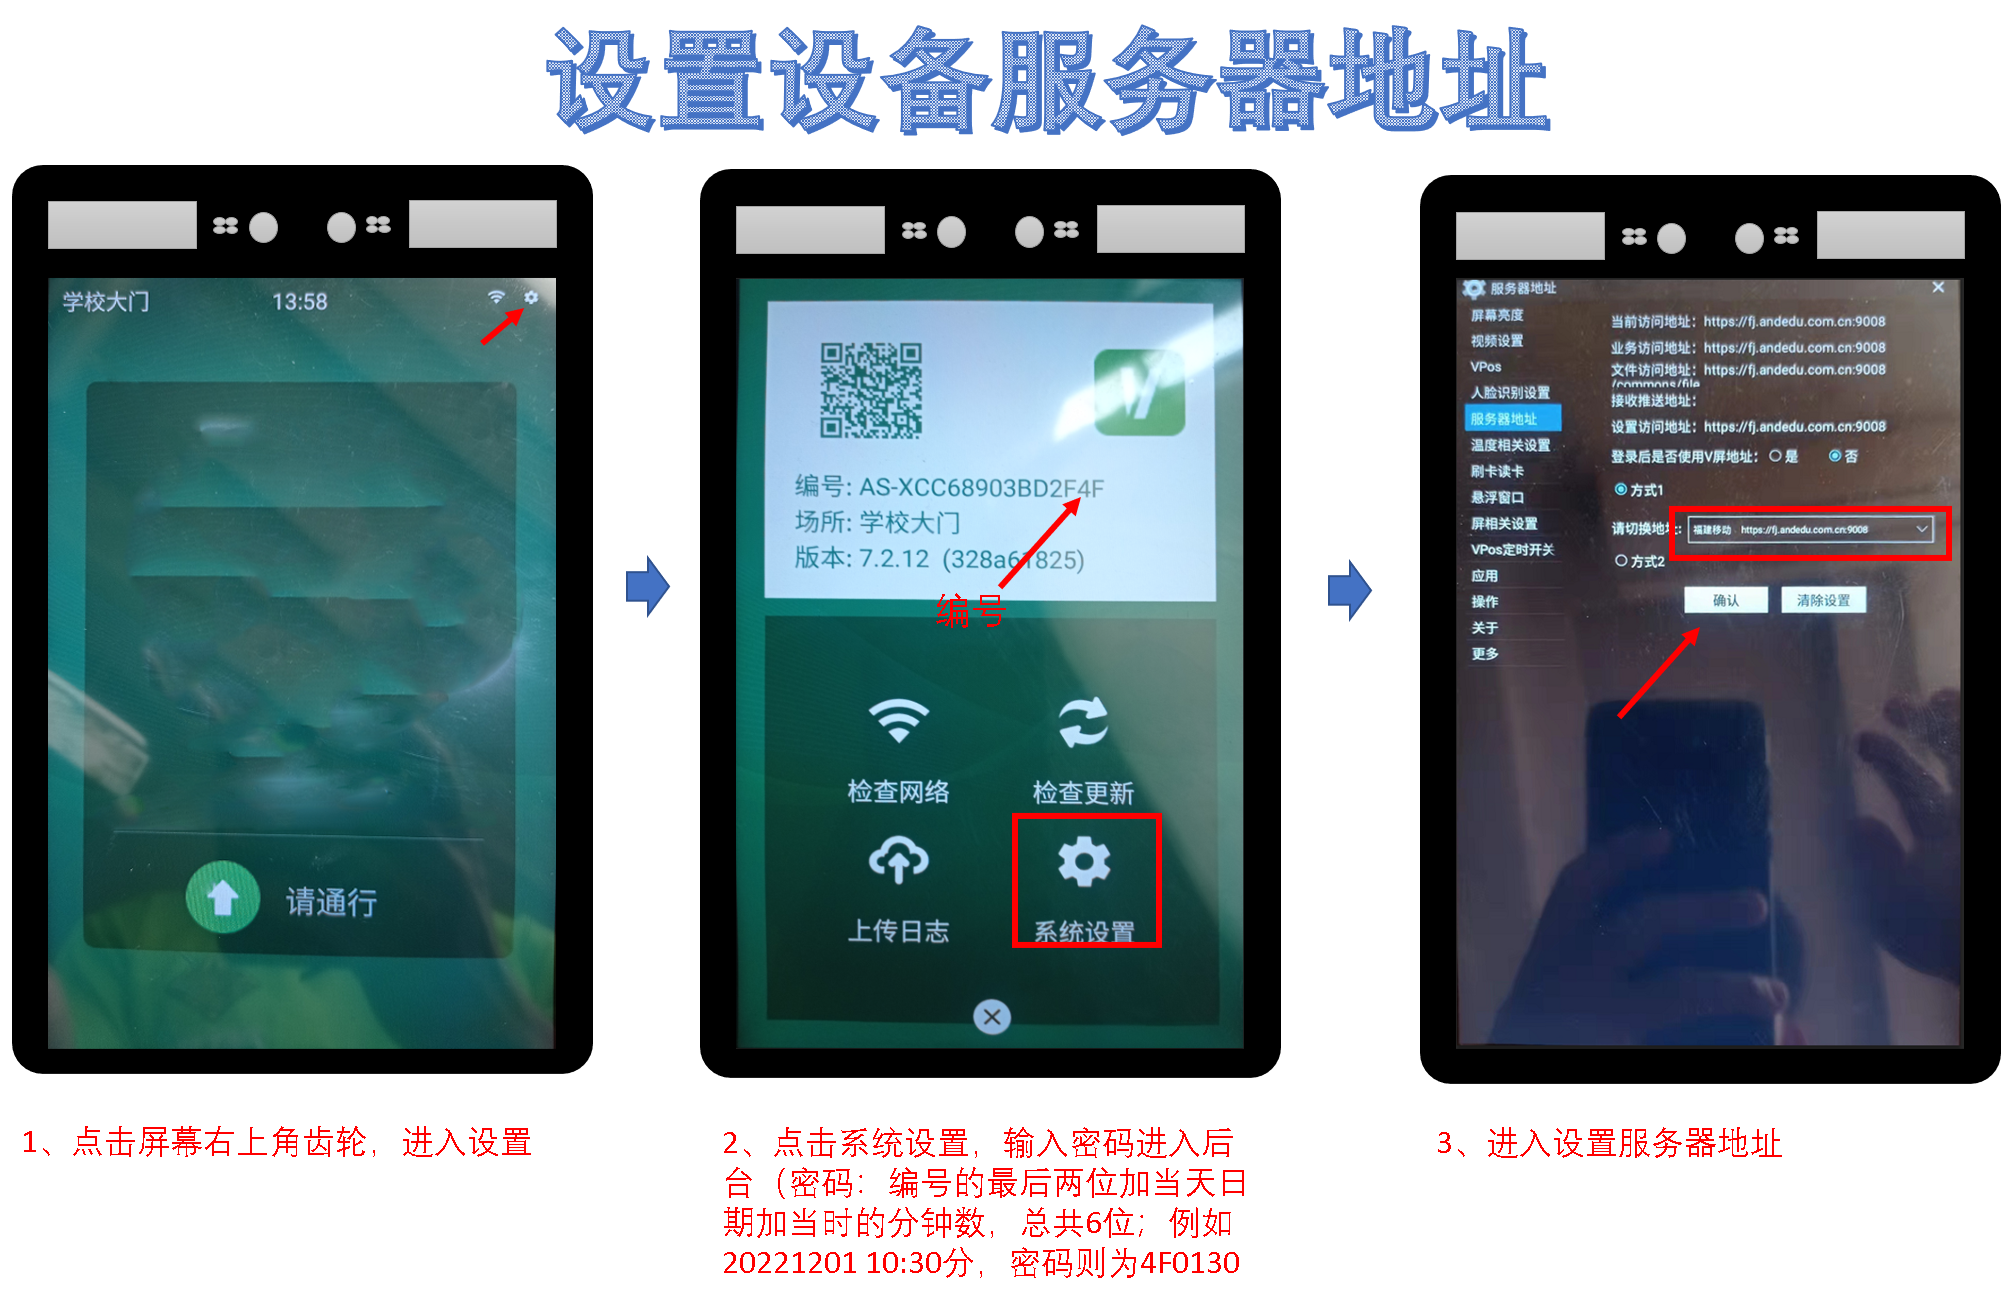 设置设备服务器地址
学校大门
13:58
请通行
编号: AS-XCC68903BD2F4F
场所: 学校大门
版本: 7.2.12 (328a61825)
编号
检查网络
检查更新
上传日志
系统设置
服务器地址
屏幕亮度
视频设置
VPos
人脸识别设置
服务器地址
温度相关设置
刷卡读卡
悬浮窗口
屏相关设置
VPos定时开关
应用
操作
关于
更多
当前访问地址: https://fj.andedu.com.cn:9008
业务访问地址: https://fj.andedu.com.cn:9008
文件访问地址: https://fj.andedu.com.cn:9008
/commons/file
接收推送地址:
设置访问地址: https://fj.andedu.com.cn:9008
登录后是否使用V屏地址: 是 否
方式1
请切换地址: 福建移动 https://fj.andedu.com.cn:9008
方式2
确认
清除设置
1、点击屏幕右上角齿轮，进入设置
2、点击系统设置，输入密码进入后
台（密码：编号的最后两位加当天日
期加当时的分钟数，总共6位；例如
20221201 10:30分，密码则为4F0130
3、进入设置服务器地址